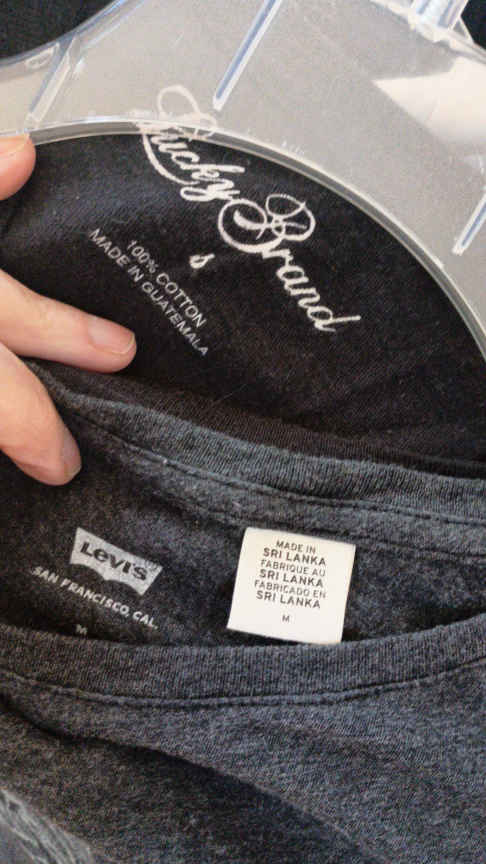 Lucky Brand
S
100% COTTON
MADE IN GUATEMALA
LEVI'S
SAN FRANCISCO, CAL.
M
MADE IN
SRI LANKA
FABRIQUE AU
SRI LANKA
FABRICADO EN
SRI LANKA
M